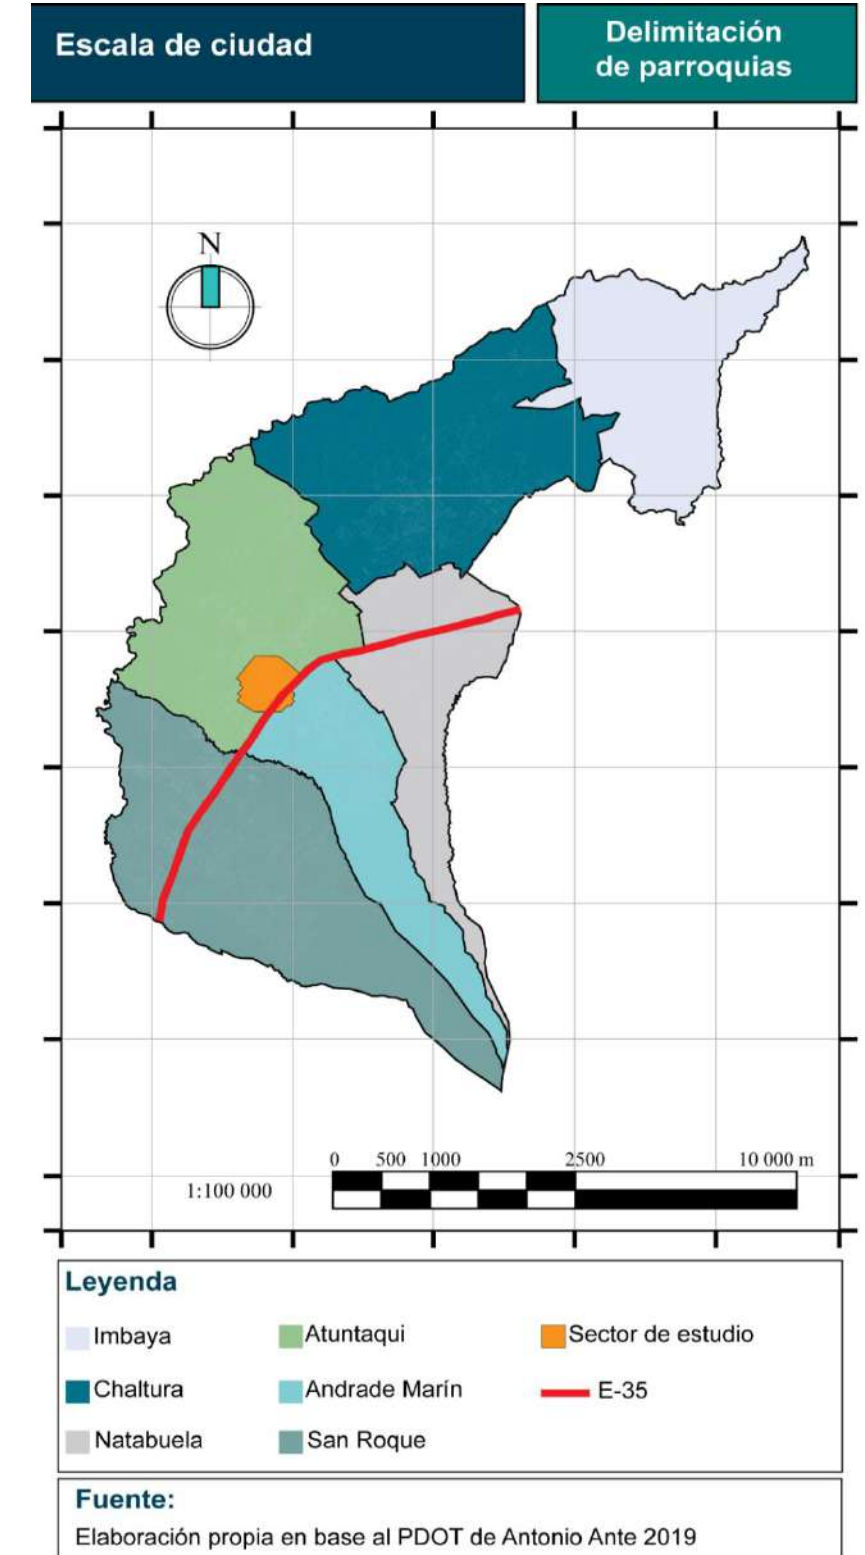 Escala de ciudad
Delimitación
de parroquias
N
0 500 1000 2500 10 000 m
1:100 000
Leyenda
Imbaya
Atuntaqui
Sector de estudio
Chaltura
Andrade Marín
E-35
Natabuela
San Roque
Fuente:
Elaboración propia en base al PDOT de Antonio Ante 2019